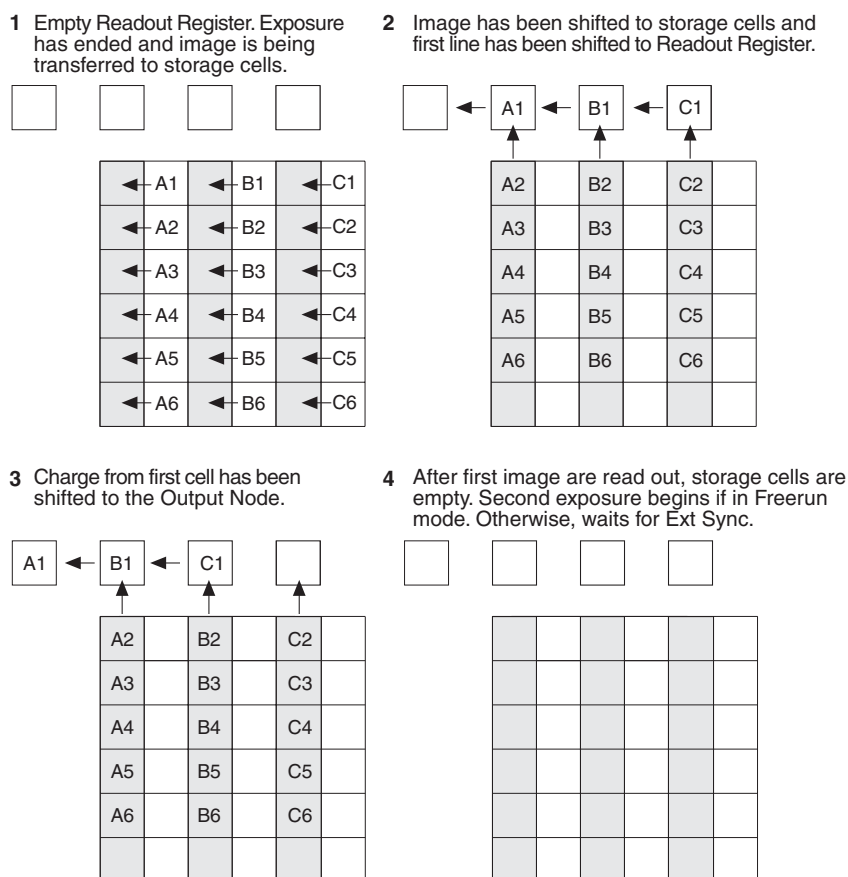 1 Empty Readout Register. Exposure
has ended and image is being
transferred to storage cells.
2 Image has been shifted to storage cells and
first line has been shifted to Readout Register.
A1 B1 C1
A2 B2 C2
A3 B3 C3
A4 B4 C4
A5 B5 C5
A6 B6 C6
A1 B1 C1
A2 B2 C2
A3 B3 C3
A4 B4 C4
A5 B5 C5
A6 B6 C6
3 Charge from first cell has been
shifted to the Output Node.
4 After first image are read out, storage cells are
empty. Second exposure begins if in Freerun
mode. Otherwise, waits for Ext Sync.
A1 B1 C1
A2 B2 C2
A3 B3 C3
A4 B4 C4
A5 B5 C5
A6 B6 C6